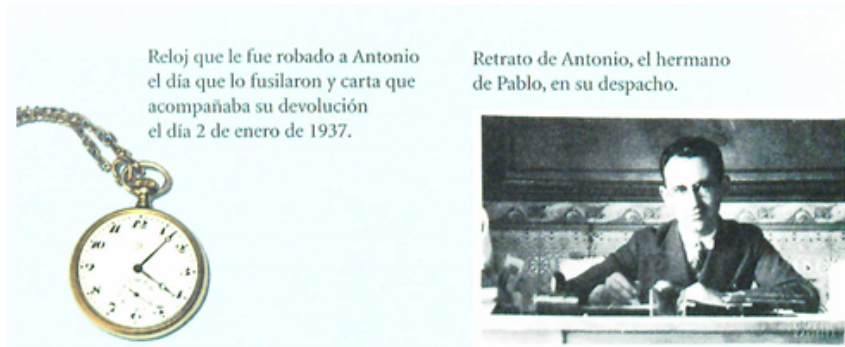 Reloj que le fue robado a Antonio
el día que lo fusilaron y carta que
acompañaba su devolución
el día 2 de enero de 1937.
Retrato de Antonio, el hermano
de Pablo, en su despacho.